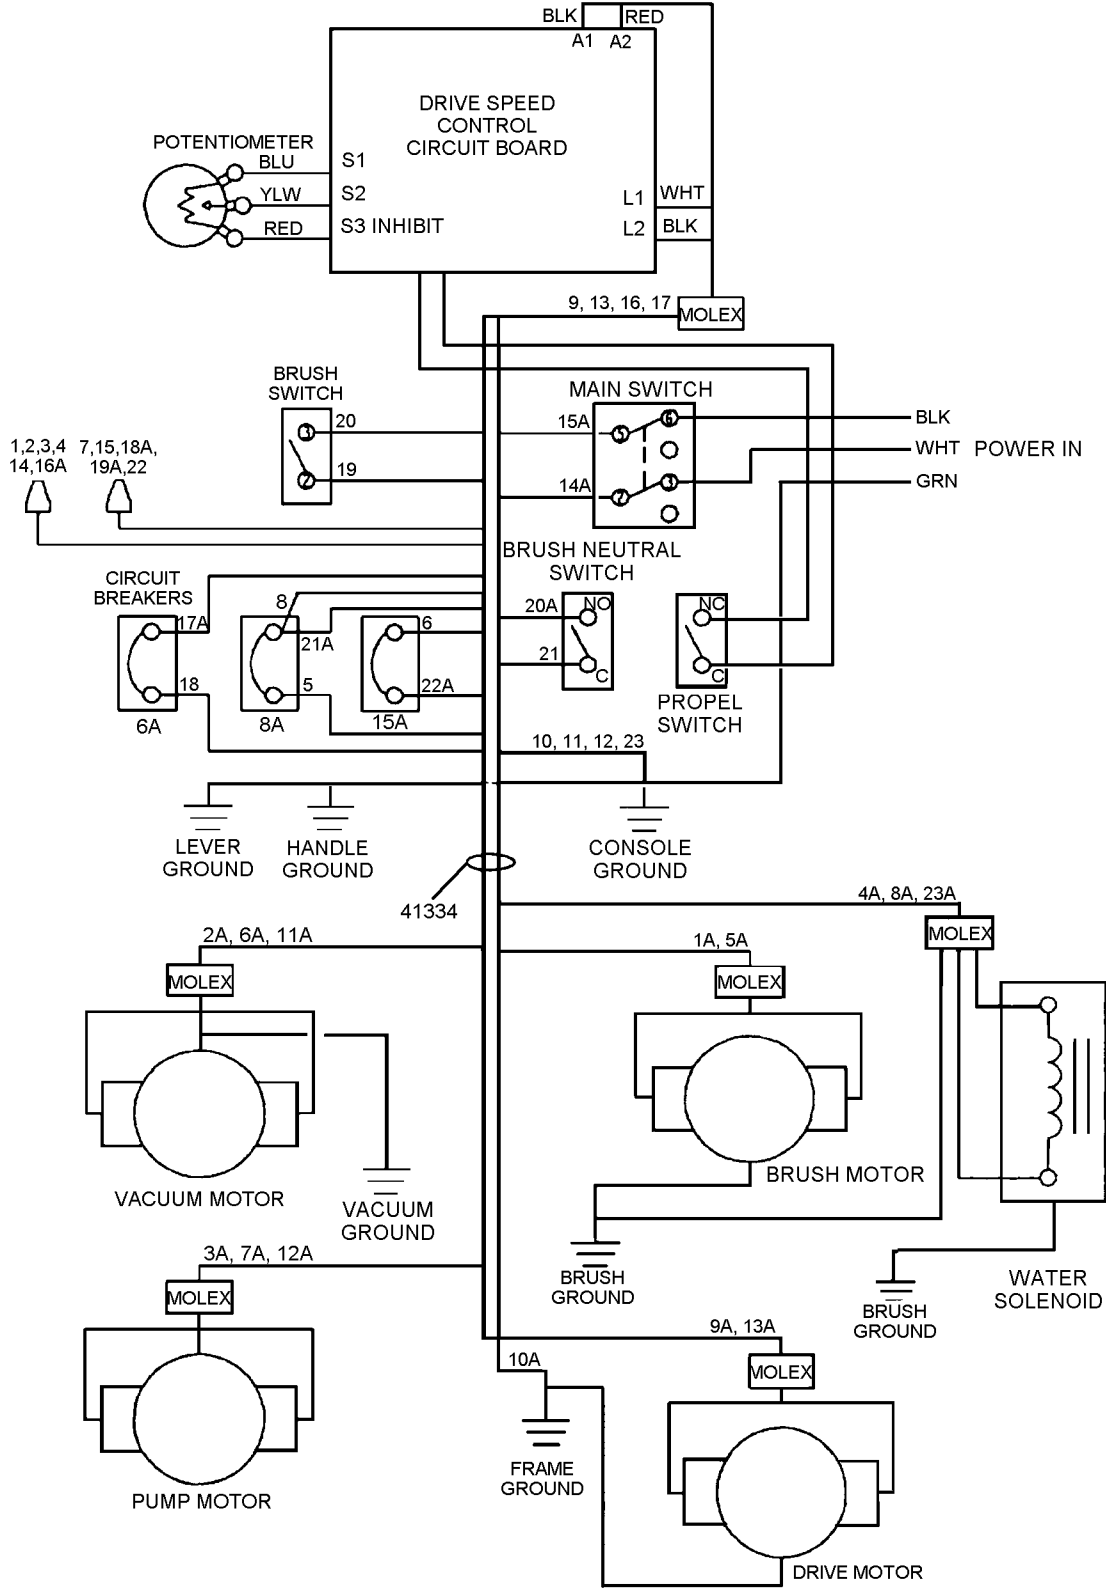 BLK RED
A1 A2
DRIVE SPEED
CONTROL
CIRCUIT BOARD
POTENTIOMETER
BLU
S1
YLW
S2
RED
S3 INHIBIT
L1
WHT
L2
BLK
9, 13, 16, 17
MOLEX
BRUSH
SWITCH
3
20
2
19
MAIN SWITCH
15A
5
6
14A
2
3
BLK
WHT POWER IN
GRN
1,2,3,4
14,16A
7,15,18A,
19A,22
BRUSH NEUTRAL
SWITCH
20A
NO
21
C
NC
C
PROPEL
SWITCH
CIRCUIT
BREAKERS
17A
18
6A
8
21A
5
8A
6
22A
15A
10, 11, 12, 23
LEVER
GROUND
HANDLE
GROUND
CONSOLE
GROUND
41334
4A, 8A, 23A
MOLEX
2A, 6A, 11A
MOLEX
1A, 5A
MOLEX
VACUUM MOTOR
VACUUM
GROUND
BRUSH MOTOR
BRUSH
GROUND
WATER
SOLENOID
BRUSH
GROUND
3A, 7A, 12A
MOLEX
PUMP MOTOR
9A, 13A
10A
MOLEX
FRAME
GROUND
DRIVE MOTOR